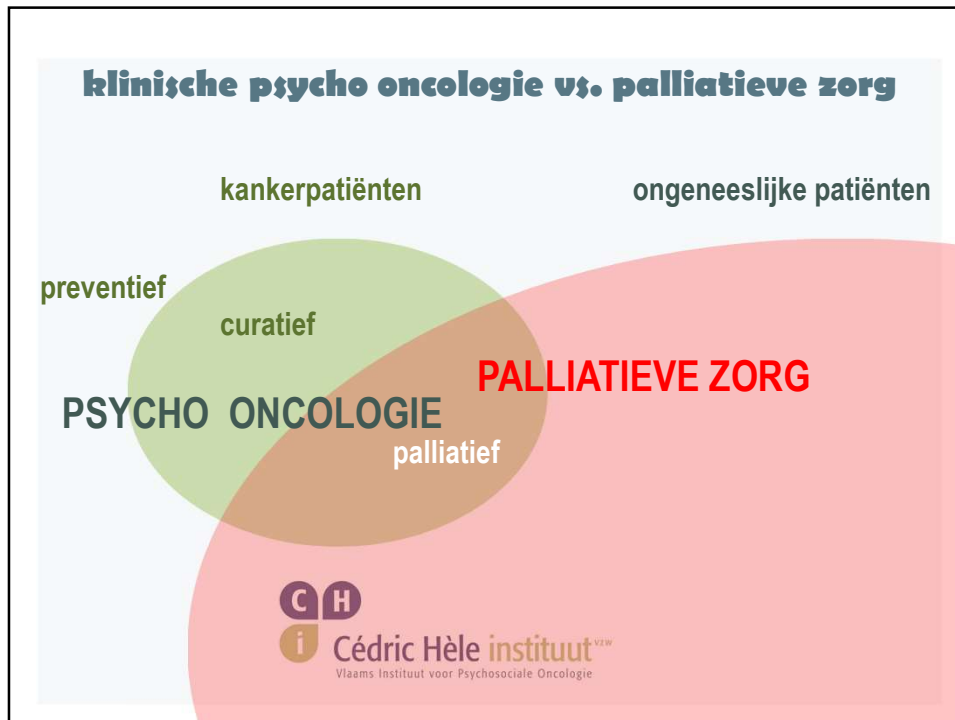 klinische psycho oncologie vs. palliatieve zorg
kankerpatiënten
ongeneeslijke patiënten
preventief
curatief
PALLIATIEVE ZORG
PSYCHO ONCOLOGIE
palliatief
C H
i
Cédric Hèle instituut vzw
Vlaams Instituut voor Psychosociale Oncologie